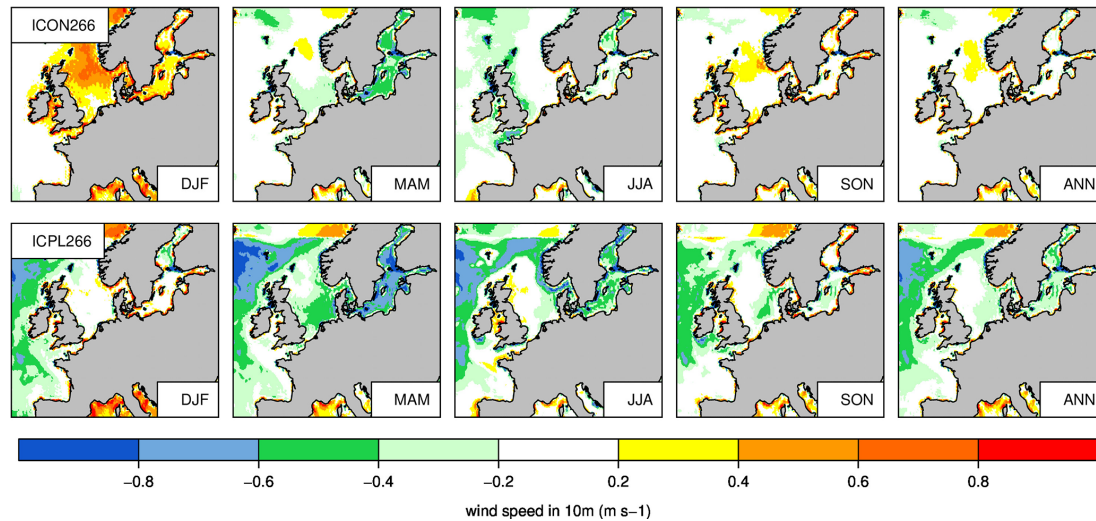 ICON266
DJF
MAM
JJA
SON
ANN
ICPL266
DJF
MAM
JJA
SON
ANN
−0.8 −0.6 −0.4 −0.2 0.2 0.4 0.6 0.8
wind speed in 10m (m s−1)